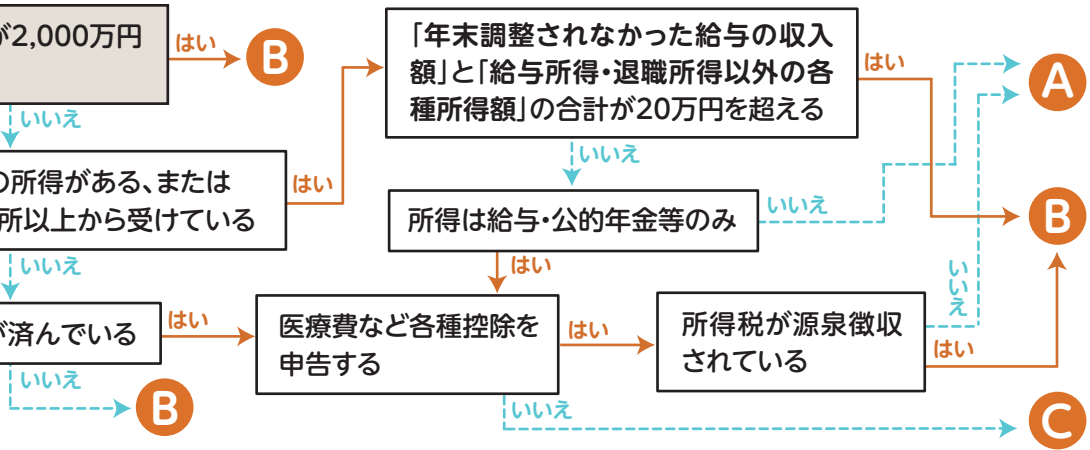 が2,000万円
はい
B
いいえ
「年末調整されなかった給与の収入
額」と「給与所得・退職所得以外の各
種所得額」の合計が20万円を超える
はい
A
いいえ
の所得がある、または
所以上から受けている
はい
所得は給与・公的年金等のみ
いいえ
B
いいえ
はい
が済んでいる
はい
医療費など各種控除を
申告する
はい
所得税が源泉徴収
されている
いいえ
はい
いいえ
B
いいえ
C